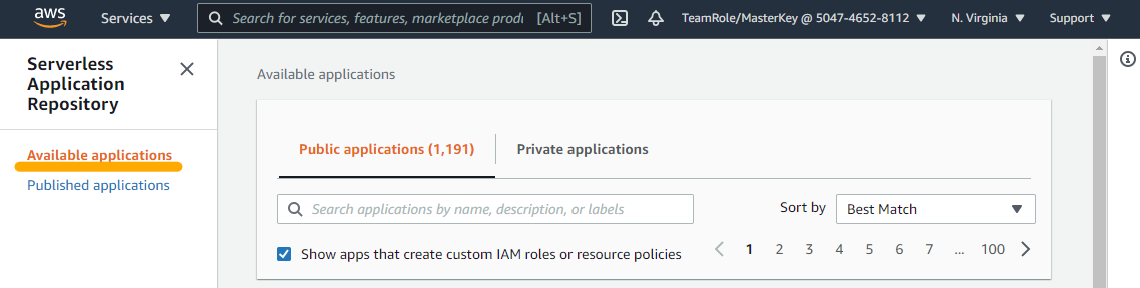 aws
Services ▼
Search for services, features, marketplace produ [Alt+S]
TeamRole/MasterKey @ 5047-4652-8112 ▼
N. Virginia ▼
Support ▼
Serverless
Application
Repository
Available applications
Published applications
Available applications
Public applications (1,191)
Private applications
Search applications by name, description, or labels
Sort by
Best Match
Show apps that create custom IAM roles or resource policies
1 2 3 4 5 6 7 ... 100